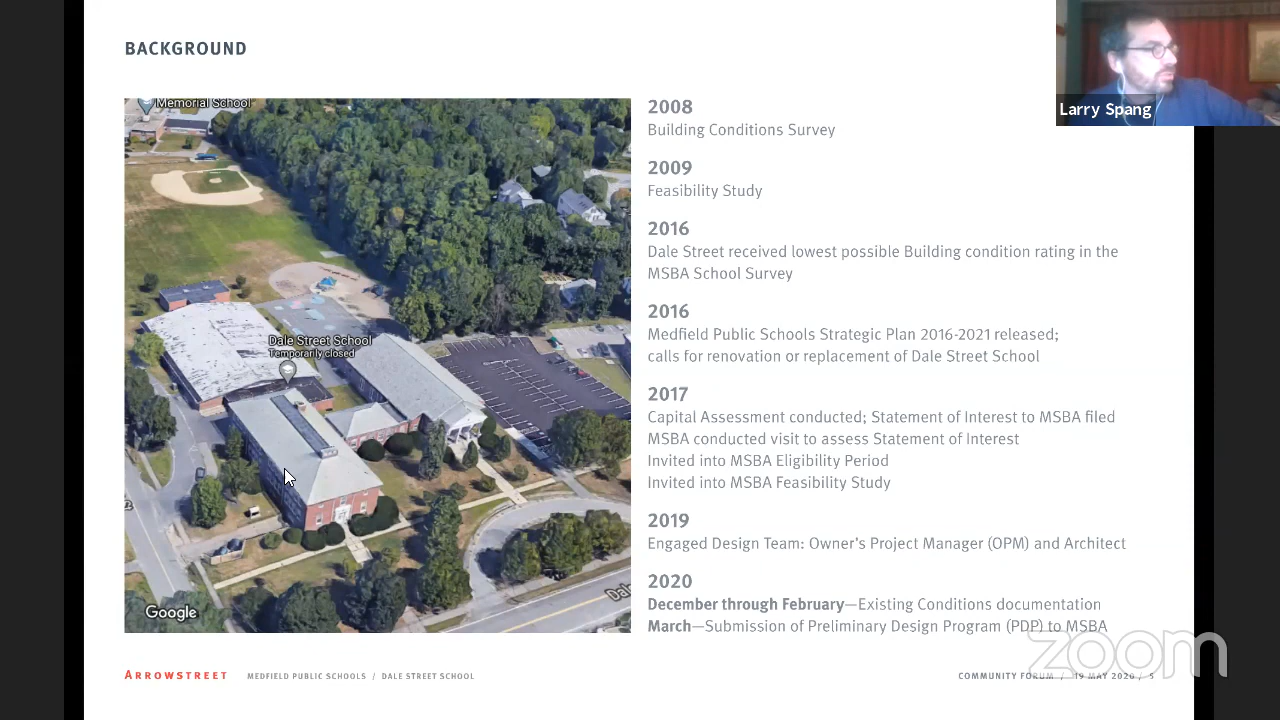 BACKGROUND
Larry Spang
Memorial School
Dale Street School
Temporarily closed
Google
2008
Building Conditions Survey
2009
Feasibility Study
2016
Dale Street received lowest possible Building condition rating in the
MSBA School Survey
2016
Medfield Public Schools Strategic Plan 2016-2021 released;
calls for renovation or replacement of Dale Street School
2017
Capital Assessment conducted; Statement of Interest to MSBA filed
MSBA conducted visit to assess Statement of Interest
Invited into MSBA Eligibility Period
Invited into MSBA Feasibility Study
2019
Engaged Design Team: Owner's Project Manager (OPM) and Architect
2020
December through February—Existing Conditions documentation
March—Submission of Preliminary Design Program (PDP) to MSBA
zoom
ARROWSTREET MEDFIELD PUBLIC SCHOOLS / DALE STREET SCHOOL
COMMUNITY FORUM / 19 MAY 2020 / 5